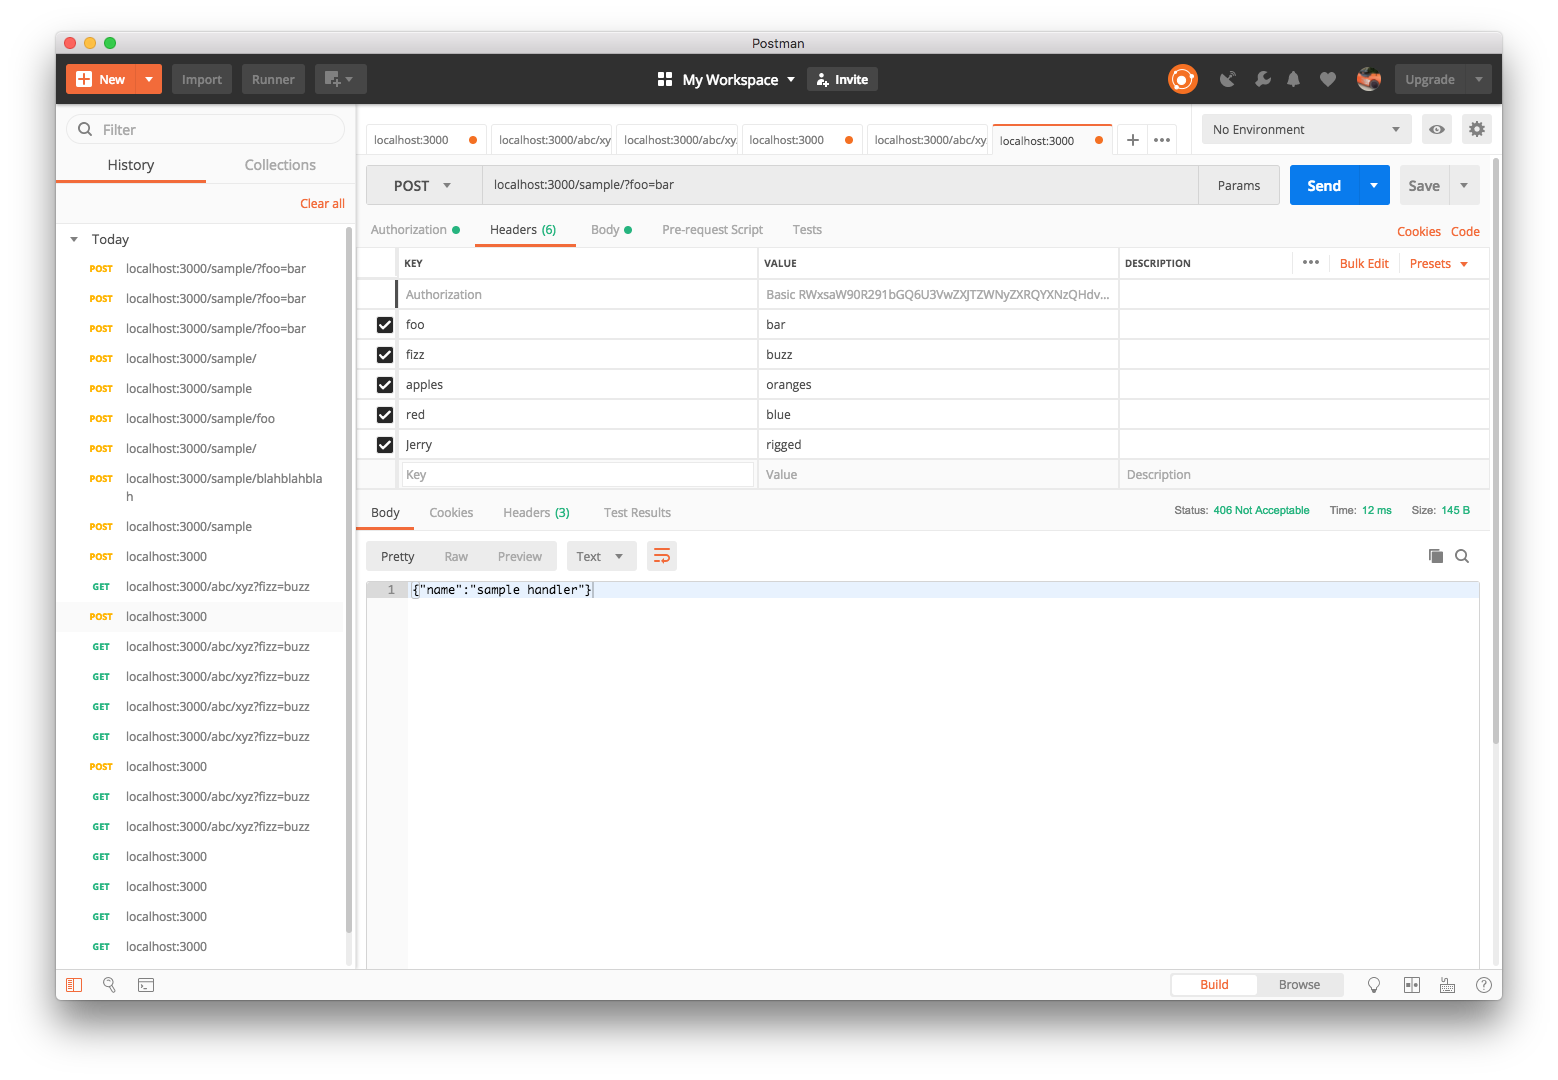 Postman
New
Import
Runner
My Workspace
Invite
Upgrade
Filter
History
Collections
Clear all
Today
POST localhost:3000/sample/?foo=bar
POST localhost:3000/sample/?foo=bar
POST localhost:3000/sample/?foo=bar
POST localhost:3000/sample/
POST localhost:3000/sample
POST localhost:3000/sample/foo
POST localhost:3000/sample/
POST localhost:3000/sample/blahblahbla
h
POST localhost:3000/sample
POST localhost:3000
GET localhost:3000/abc/xyz?fizz=buzz
POST localhost:3000
GET localhost:3000/abc/xyz?fizz=buzz
GET localhost:3000/abc/xyz?fizz=buzz
GET localhost:3000/abc/xyz?fizz=buzz
GET localhost:3000/abc/xyz?fizz=buzz
POST localhost:3000
GET localhost:3000/abc/xyz?fizz=buzz
GET localhost:3000/abc/xyz?fizz=buzz
GET localhost:3000
GET localhost:3000
GET localhost:3000
GET localhost:3000
localhost:3000
localhost:3000/abc/xy
localhost:3000/abc/xy.
localhost:3000
localhost:3000/abc/xy
localhost:3000
No Environment
POST
localhost:3000/sample/?foo=bar
Params
Send
Save
Authorization
Headers (6)
Body
Pre-request Script
Tests
Cookies Code
KEY VALUE DESCRIPTION
Bulk Edit
Presets
Authorization Basic RWxsaW90R291bGQ6U3VwZXJTZWNyZXRQYXNzQHdv...
foo bar
fizz buzz
apples oranges
red blue
Jerry rigged
Key Value Description
Body
Cookies
Headers (3)
Test Results
Status: 406 Not Acceptable Time: 12 ms Size: 145 B
Pretty
Raw
Preview
Text
1 {"name":"sample handler"}
Build
Browse